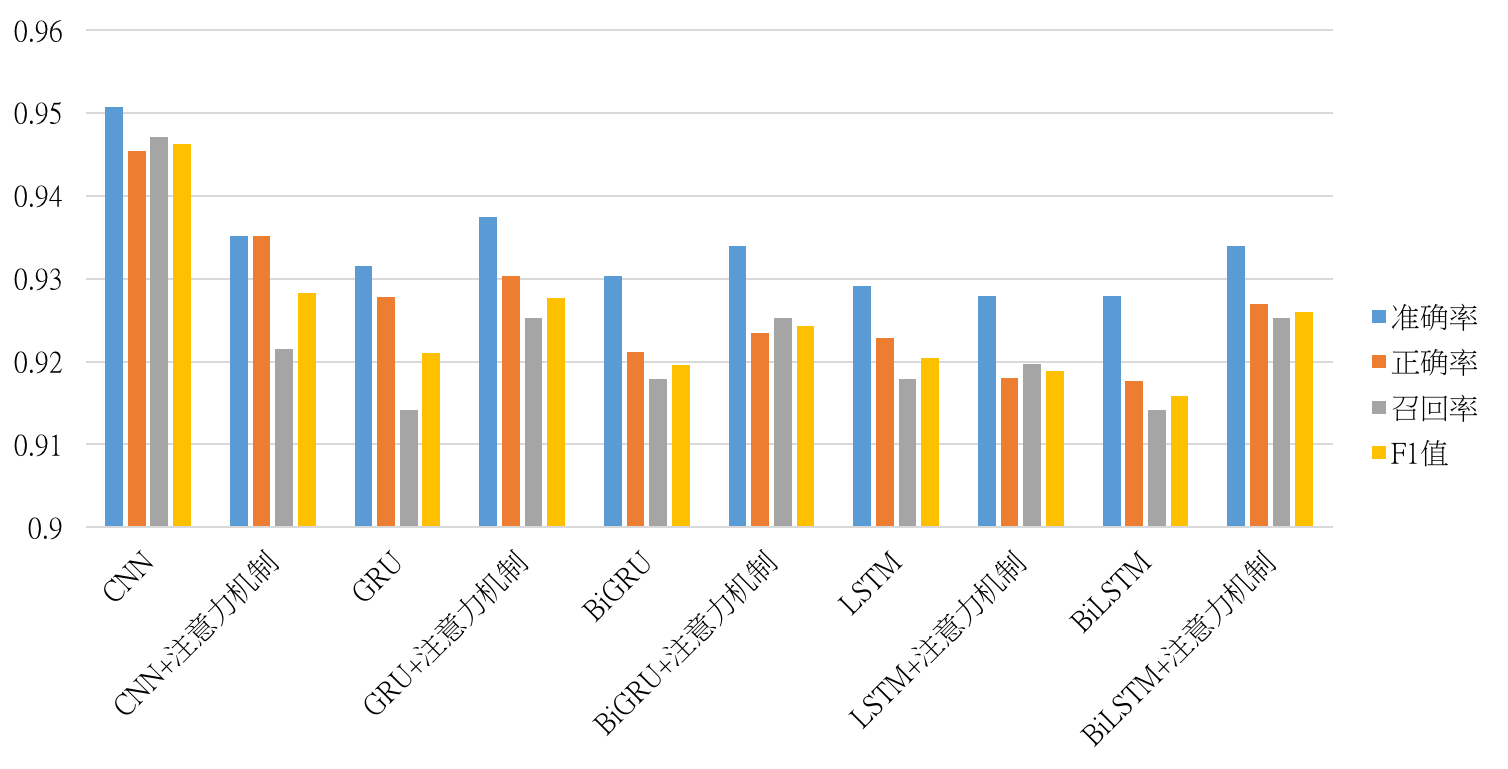 0.96
0.95
0.94
0.93
0.92
0.91
0.9
CNN
CNN+注意力机制
GRU
GRU+注意力机制
BiGRU
BiGRU+注意力机制
LSTM
LSTM+注意力机制
BiLSTM
BiLSTM+注意力机制
准确率
正确率
召回率
F1值